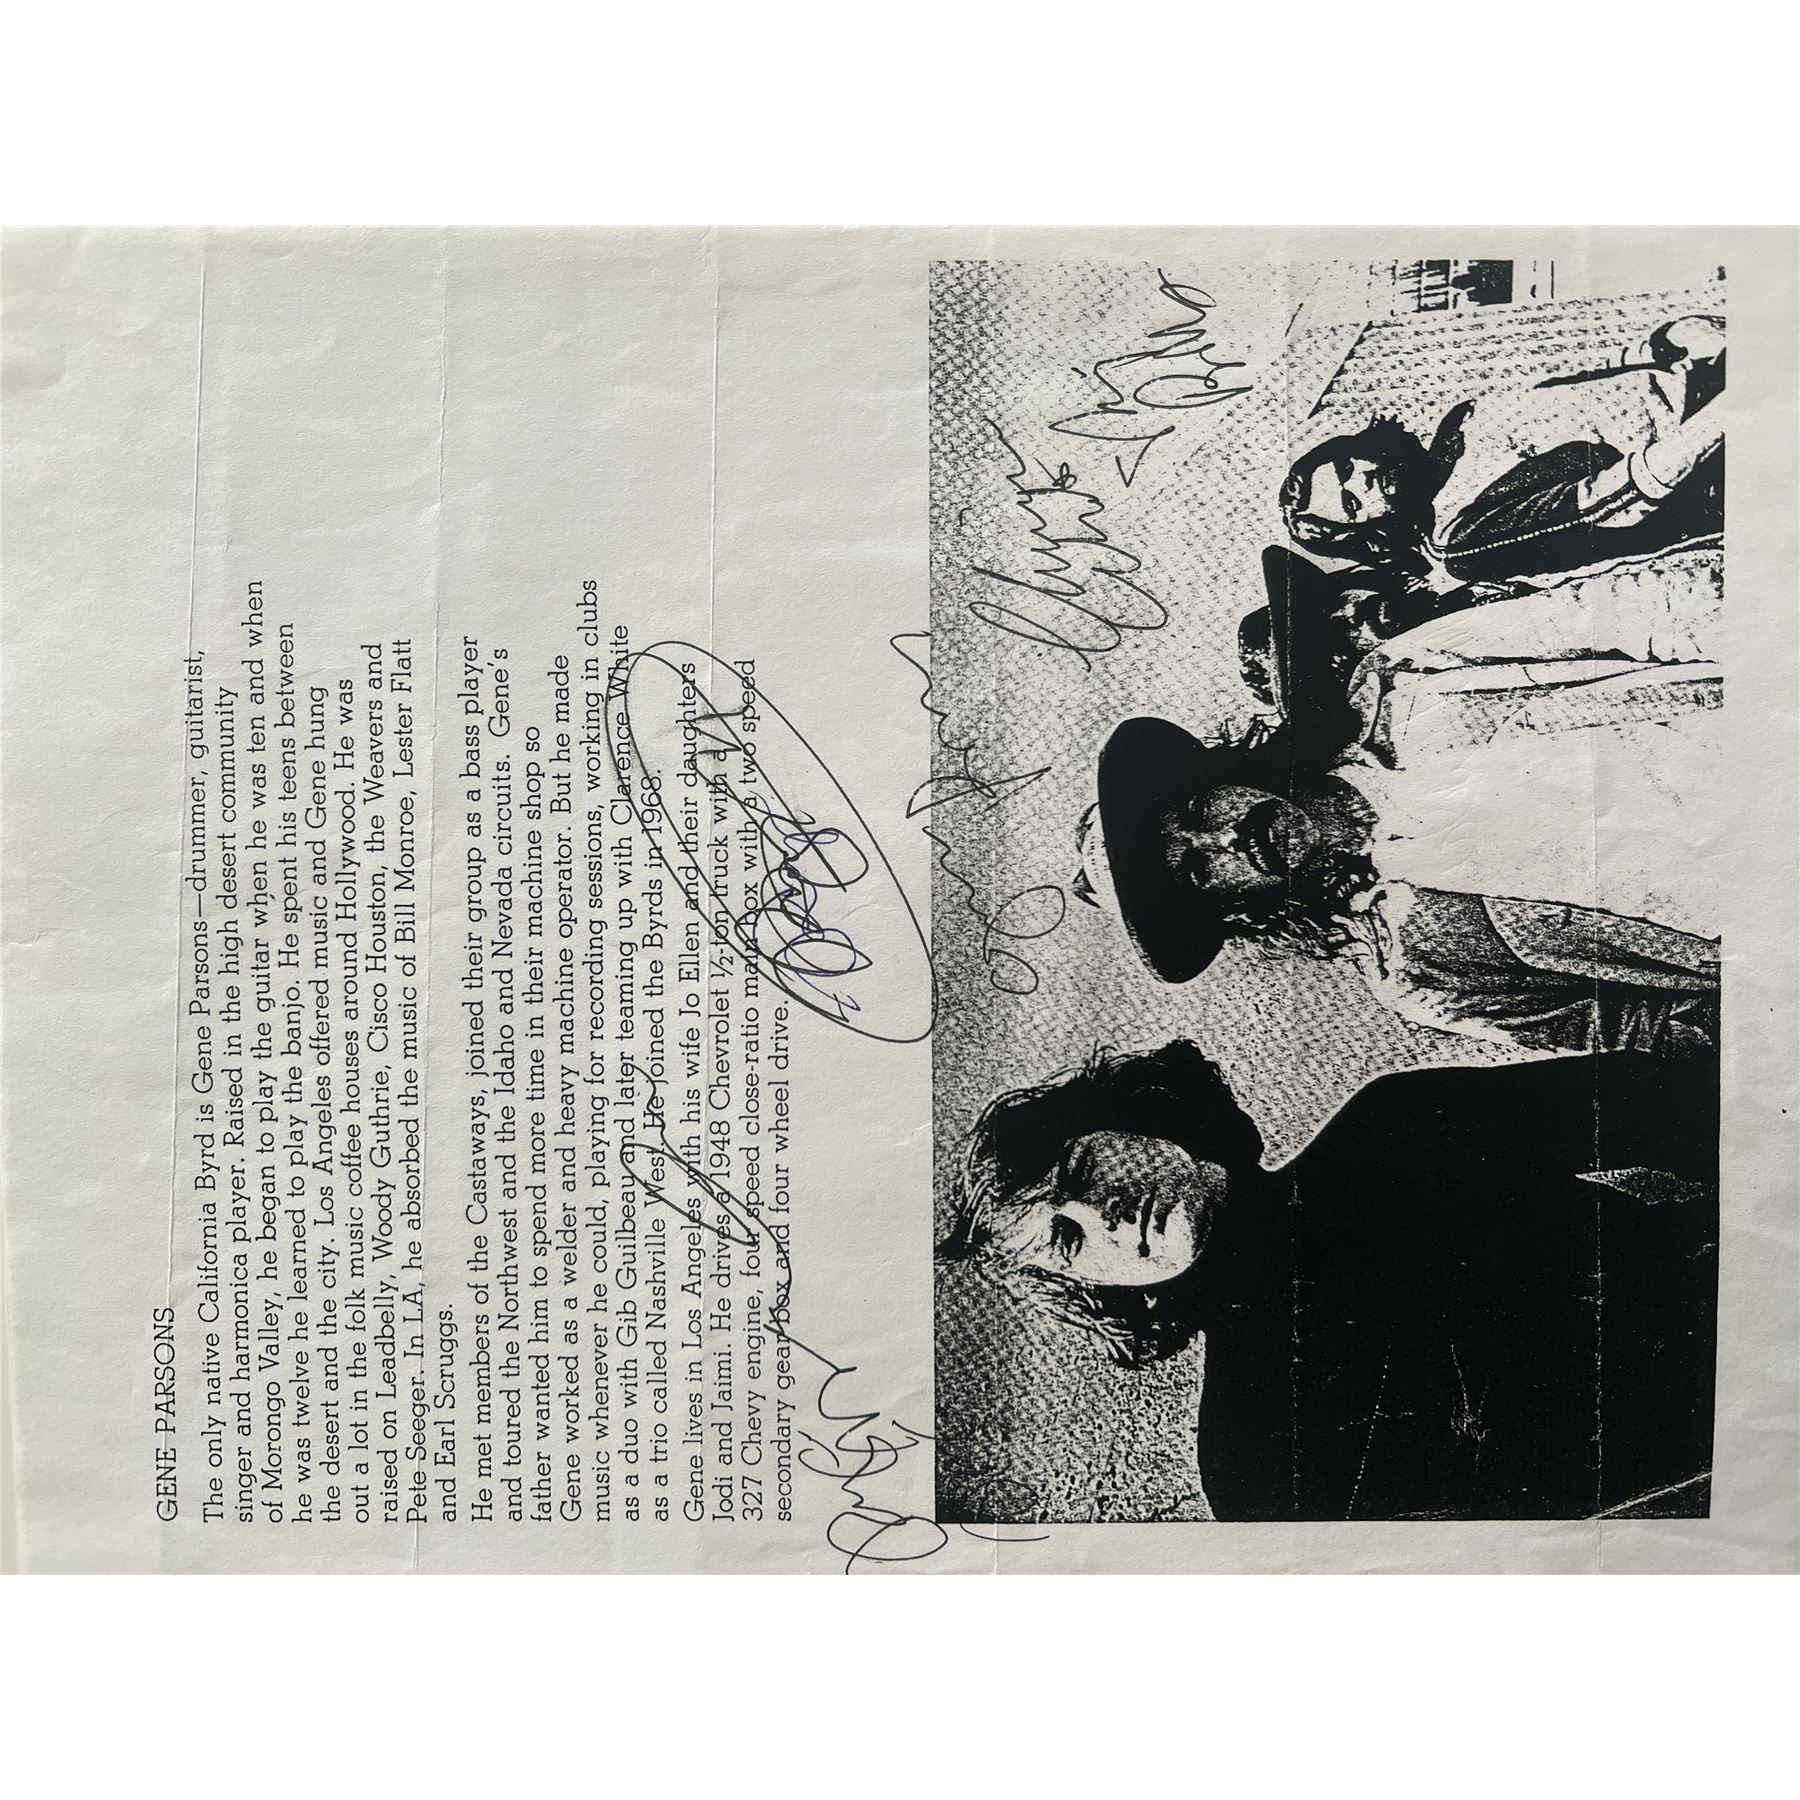 GENE PARSONS
The only native California Byrd is Gene Parsons—drummer, guitarist,
singer and harmonica player. Raised in the high desert community
of Morongo Valley, he began to play the guitar when he was ten and when
he was twelve he learned to play the banjo. He spent his teens between
the desert and the city. Los Angeles offered music and Gene hung
out a lot in the folk music coffee houses around Hollywood. He was
raised on Leadbelly, Woody Guthrie, Cisco Houston, the Weavers and
Pete Seeger. In LA, he absorbed the music of Bill Monroe, Lester Flatt
and Earl Scruggs.
He met members of the Castaways, joined their group as a bass player
and toured the Northwest and the Idaho and Nevada circuits. Gene's
father wanted him to spend more time in their machine shop so
Gene worked as a welder and heavy machine operator. But he made
music whenever he could, playing for recording sessions, working in clubs
as a duo with Gib Guilbeau and later teaming up with Clarence White
as a trio called Nashville West. He joined the Byrds in 1968.
Gene lives in Los Angeles with his wife Jo Ellen and their daughters
Jodi and Jaimi. He drives a 1948 Chevrolet ½-ton truck with a
327 Chevy engine, four speed close-ratio main box with a two speed
secondary gear box and four wheel drive.